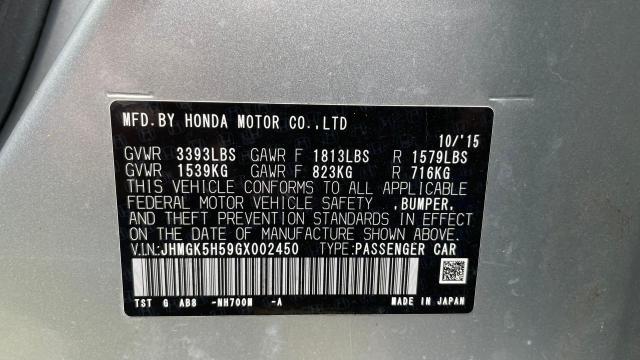 MFD.BY HONDA MOTOR CO.,LTD
10/'15
GVWR 3393LBS GAWR F 1813LBS R 1579LBS
GVWR 1539KG GAWR F 823KG R 716KG
THIS VEHICLE CONFORMS TO ALL APPLICABLE
FEDERAL MOTOR VEHICLE SAFETY ,BUMPER,
AND THEFT PREVENTION STANDARDS IN EFFECT
ON THE DATE OF MANUFACTURE SHOWN ABOVE.
V.IN:JHMGK5H59GX002450 TYPE:PASSENGER CAR
TST G AB8 -NH700M -A MADE IN JAPAN